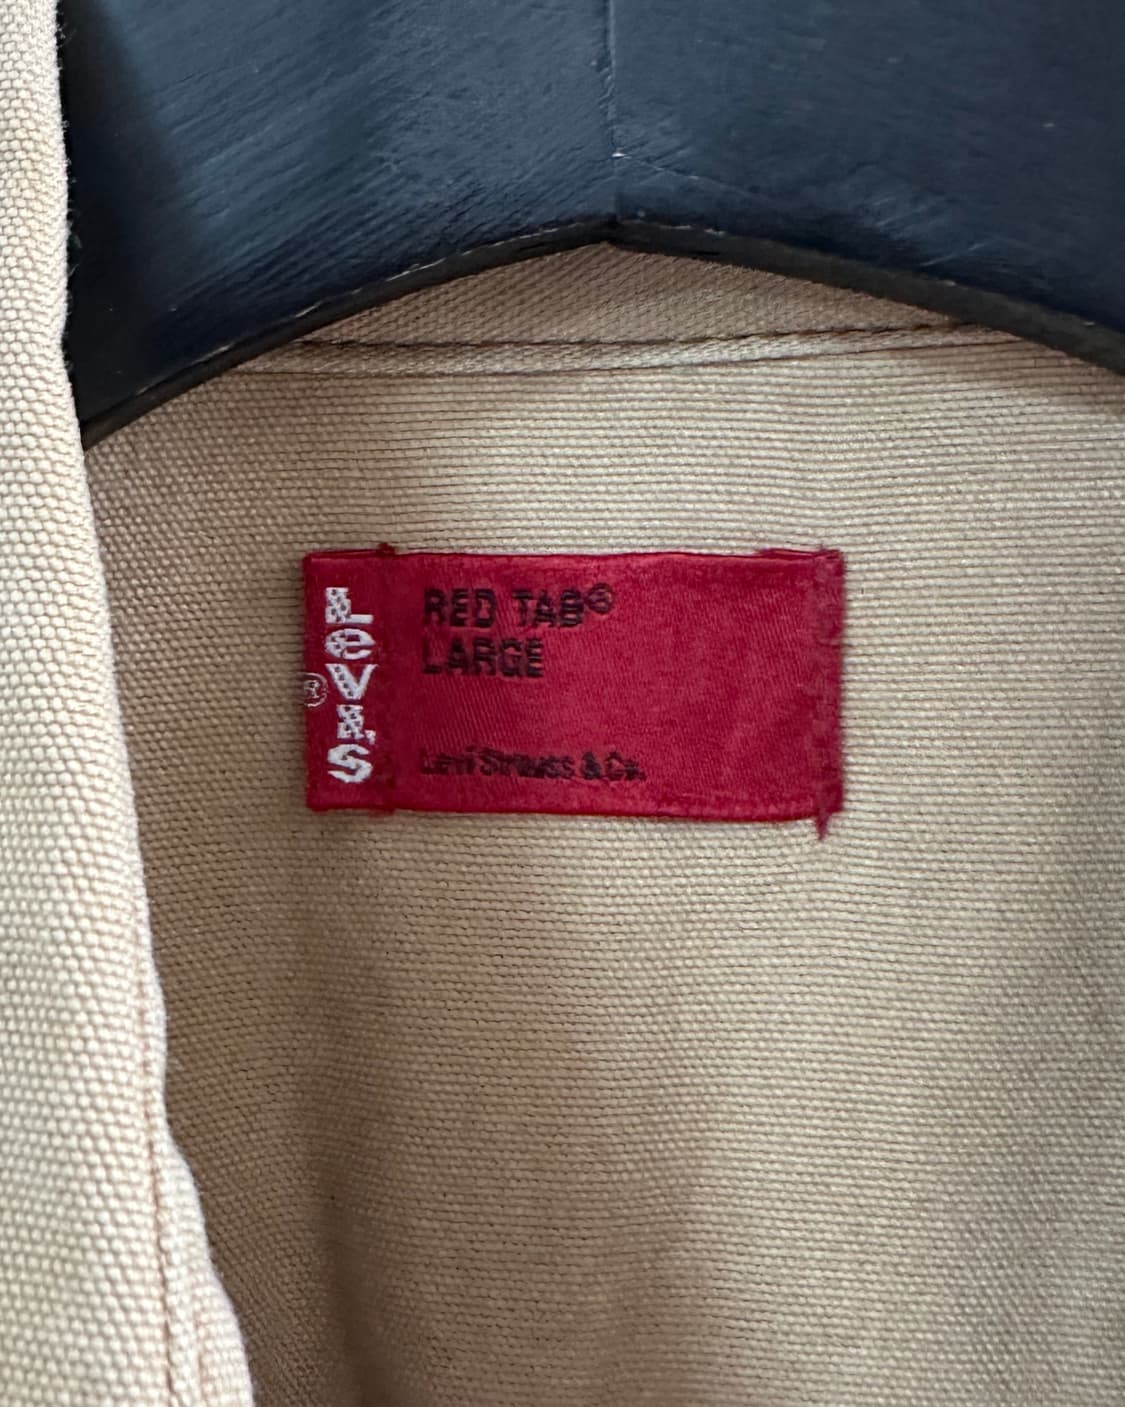 LeVI'S
®
RED TAB®
LARGE
Levi Strauss & Co.